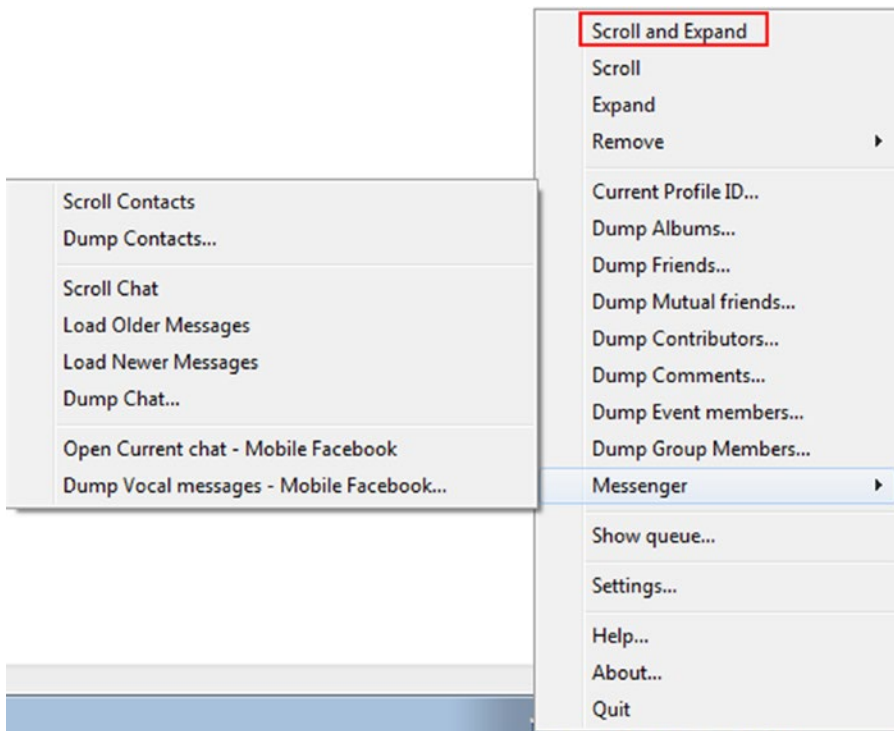 Scroll and Expand
Scroll
Expand
Remove
Current Profile ID...
Dump Albums...
Dump Friends...
Dump Mutual friends...
Dump Contributors...
Dump Comments...
Dump Event members...
Dump Group Members...
Messenger
Show queue...
Settings...
Help...
About...
Quit
Scroll Contacts
Dump Contacts...
Scroll Chat
Load Older Messages
Load Newer Messages
Dump Chat...
Open Current chat - Mobile Facebook
Dump Vocal messages - Mobile Facebook...